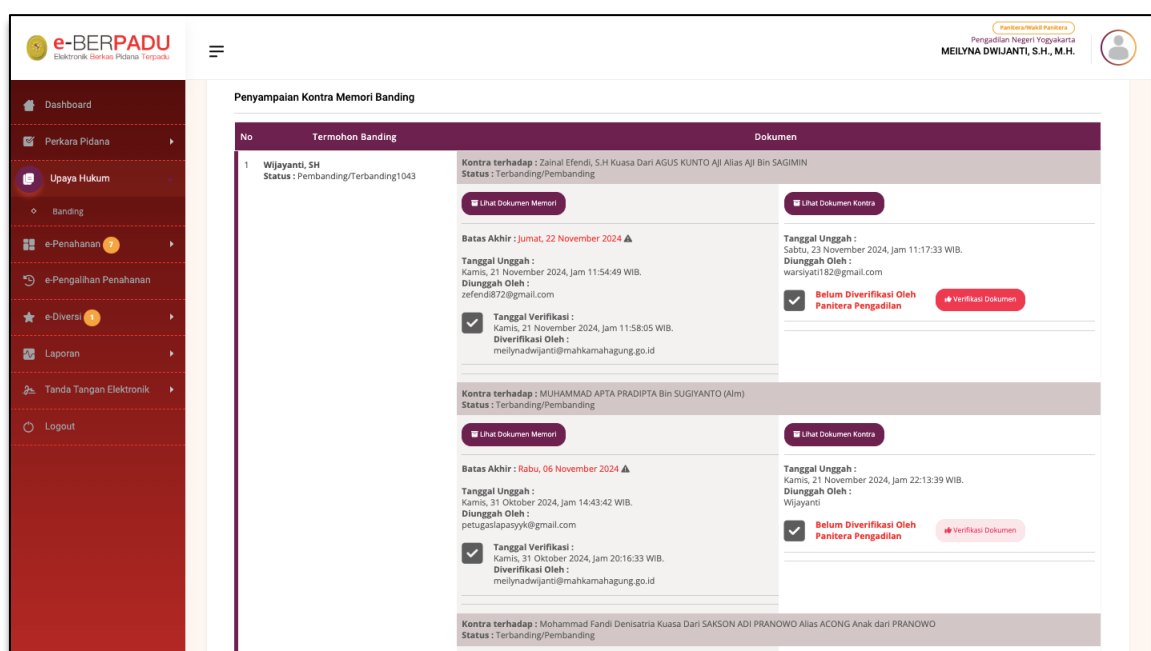 e-BERPADU
Elektronik Berkas Pidana Terpadu
Panitera/Wakil Panitera
Pengadilan Negeri Yogyakarta
MEILYNA DWIJANTI, S.H., M.H.
Dashboard
Perkara Pidana
Upaya Hukum
Banding
e-Penahanan 7
e-Pengalihan Penahanan
e-Diversi 1
Laporan
Tanda Tangan Elektronik
Logout
Penyampaian Kontra Memori Banding
No Termohon Banding Dokumen
1 Wijayanti, SH
Status : Pembanding/Terbanding1043
Kontra terhadap : Zainal Efendi, S.H Kuasa Dari AGUS KUNTO AJI Alias AJI Bin SAGIMIN
Status : Terbanding/Pembanding
Lihat Dokumen Memori
Batas Akhir : Jumat, 22 November 2024
Tanggal Unggah :
Kamis, 21 November 2024, Jam 11:54:49 WIB.
Diunggah Oleh :
zefendi872@gmail.com
Tanggal Verifikasi :
Kamis, 21 November 2024, Jam 11:58:05 WIB.
Diverifikasi Oleh :
meilynadwijanti@mahkamahagung.go.id
Lihat Dokumen Kontra
Tanggal Unggah :
Sabtu, 23 November 2024, Jam 11:17:33 WIB.
Diunggah Oleh :
warsiyati182@gmail.com
Belum Diverifikasi Oleh
Panitera Pengadilan
Verifikasi Dokumen
Kontra terhadap : MUHAMMAD APTA PRADIPTA Bin SUGIYANTO (Alm)
Status : Terbanding/Pembanding
Lihat Dokumen Memori
Batas Akhir : Rabu, 06 November 2024
Tanggal Unggah :
Kamis, 31 Oktober 2024, Jam 14:43:42 WIB.
Diunggah Oleh :
petugaslapasyyk@gmail.com
Tanggal Verifikasi :
Kamis, 31 Oktober 2024, Jam 20:16:33 WIB.
Diverifikasi Oleh :
meilynadwijanti@mahkamahagung.go.id
Lihat Dokumen Kontra
Tanggal Unggah :
Kamis, 21 November 2024, Jam 22:13:39 WIB.
Diunggah Oleh :
Wijayanti
Belum Diverifikasi Oleh
Panitera Pengadilan
Verifikasi Dokumen
Kontra terhadap : Mohammad Fandi Denisatria Kuasa Dari SAKSON ADI PRANOWO Alias ACONG Anak dari PRANOWO
Status : Terbanding/Pembanding